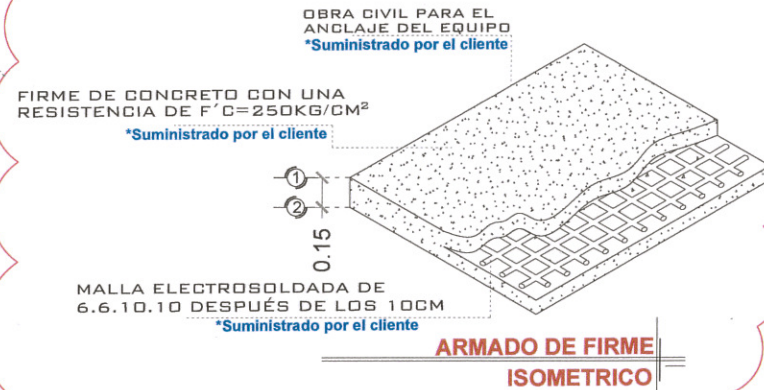 OBRA CIVIL PARA EL
ANCLAJE DEL EQUIPO
*Suministrado por el cliente
FIRME DE CONCRETO CON UNA
RESISTENCIA DE F´C=250KG/CM²
*Suministrado por el cliente
1
2
0.15
MALLA ELECTROSOLDADA DE
6.6.10.10 DESPUÉS DE LOS 10CM
*Suministrado por el cliente
ARMADO DE FIRME
ISOMETRICO